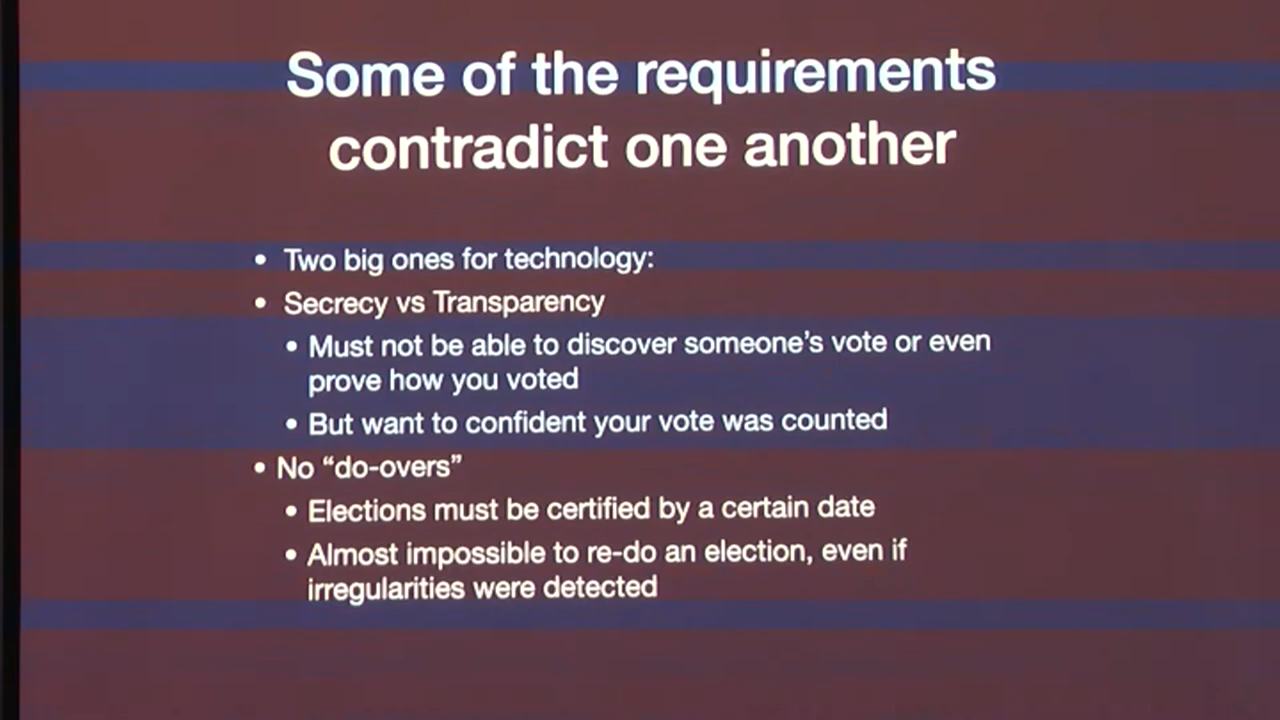 Some of the requirements
contradict one another
• Two big ones for technology:
• Secrecy vs Transparency
• Must not be able to discover someone’s vote or even
prove how you voted
• But want to confident your vote was counted
• No “do-overs”
• Elections must be certified by a certain date
• Almost impossible to re-do an election, even if
irregularities were detected